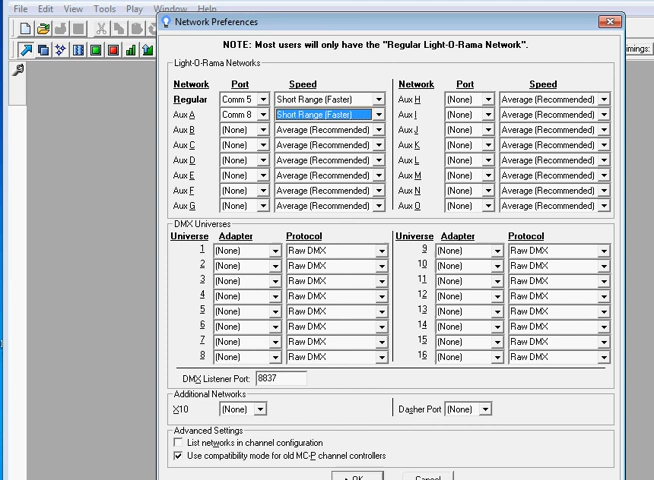 File Edit View Tools Play Window Help
Network Preferences
NOTE: Most users will only have the "Regular Light-O-Rama Network".
Light-O-Rama Networks
Network Port Speed Network Port Speed
Regular Comm 5 Short Range (Faster) Aux H (None) Average (Recommended)
Aux A Comm 8 Short Range (Faster) Aux I (None) Average (Recommended)
Aux B (None) Average (Recommended) Aux J (None) Average (Recommended)
Aux C (None) Average (Recommended) Aux K (None) Average (Recommended)
Aux D (None) Average (Recommended) Aux L (None) Average (Recommended)
Aux E (None) Average (Recommended) Aux M (None) Average (Recommended)
Aux F (None) Average (Recommended) Aux N (None) Average (Recommended)
Aux G (None) Average (Recommended) Aux O (None) Average (Recommended)
DMX Universes
Universe Adapter Protocol Universe Adapter Protocol
1 (None) Raw DMX 9 (None) Raw DMX
2 (None) Raw DMX 10 (None) Raw DMX
3 (None) Raw DMX 11 (None) Raw DMX
4 (None) Raw DMX 12 (None) Raw DMX
5 (None) Raw DMX 13 (None) Raw DMX
6 (None) Raw DMX 14 (None) Raw DMX
7 (None) Raw DMX 15 (None) Raw DMX
8 (None) Raw DMX 16 (None) Raw DMX
DMX Listener Port: 8837
Additional Networks
X10 (None) Dasher Port (None)
Advanced Settings
List networks in channel configuration
Use compatibility mode for old MC-P channel controllers
OK Cancel